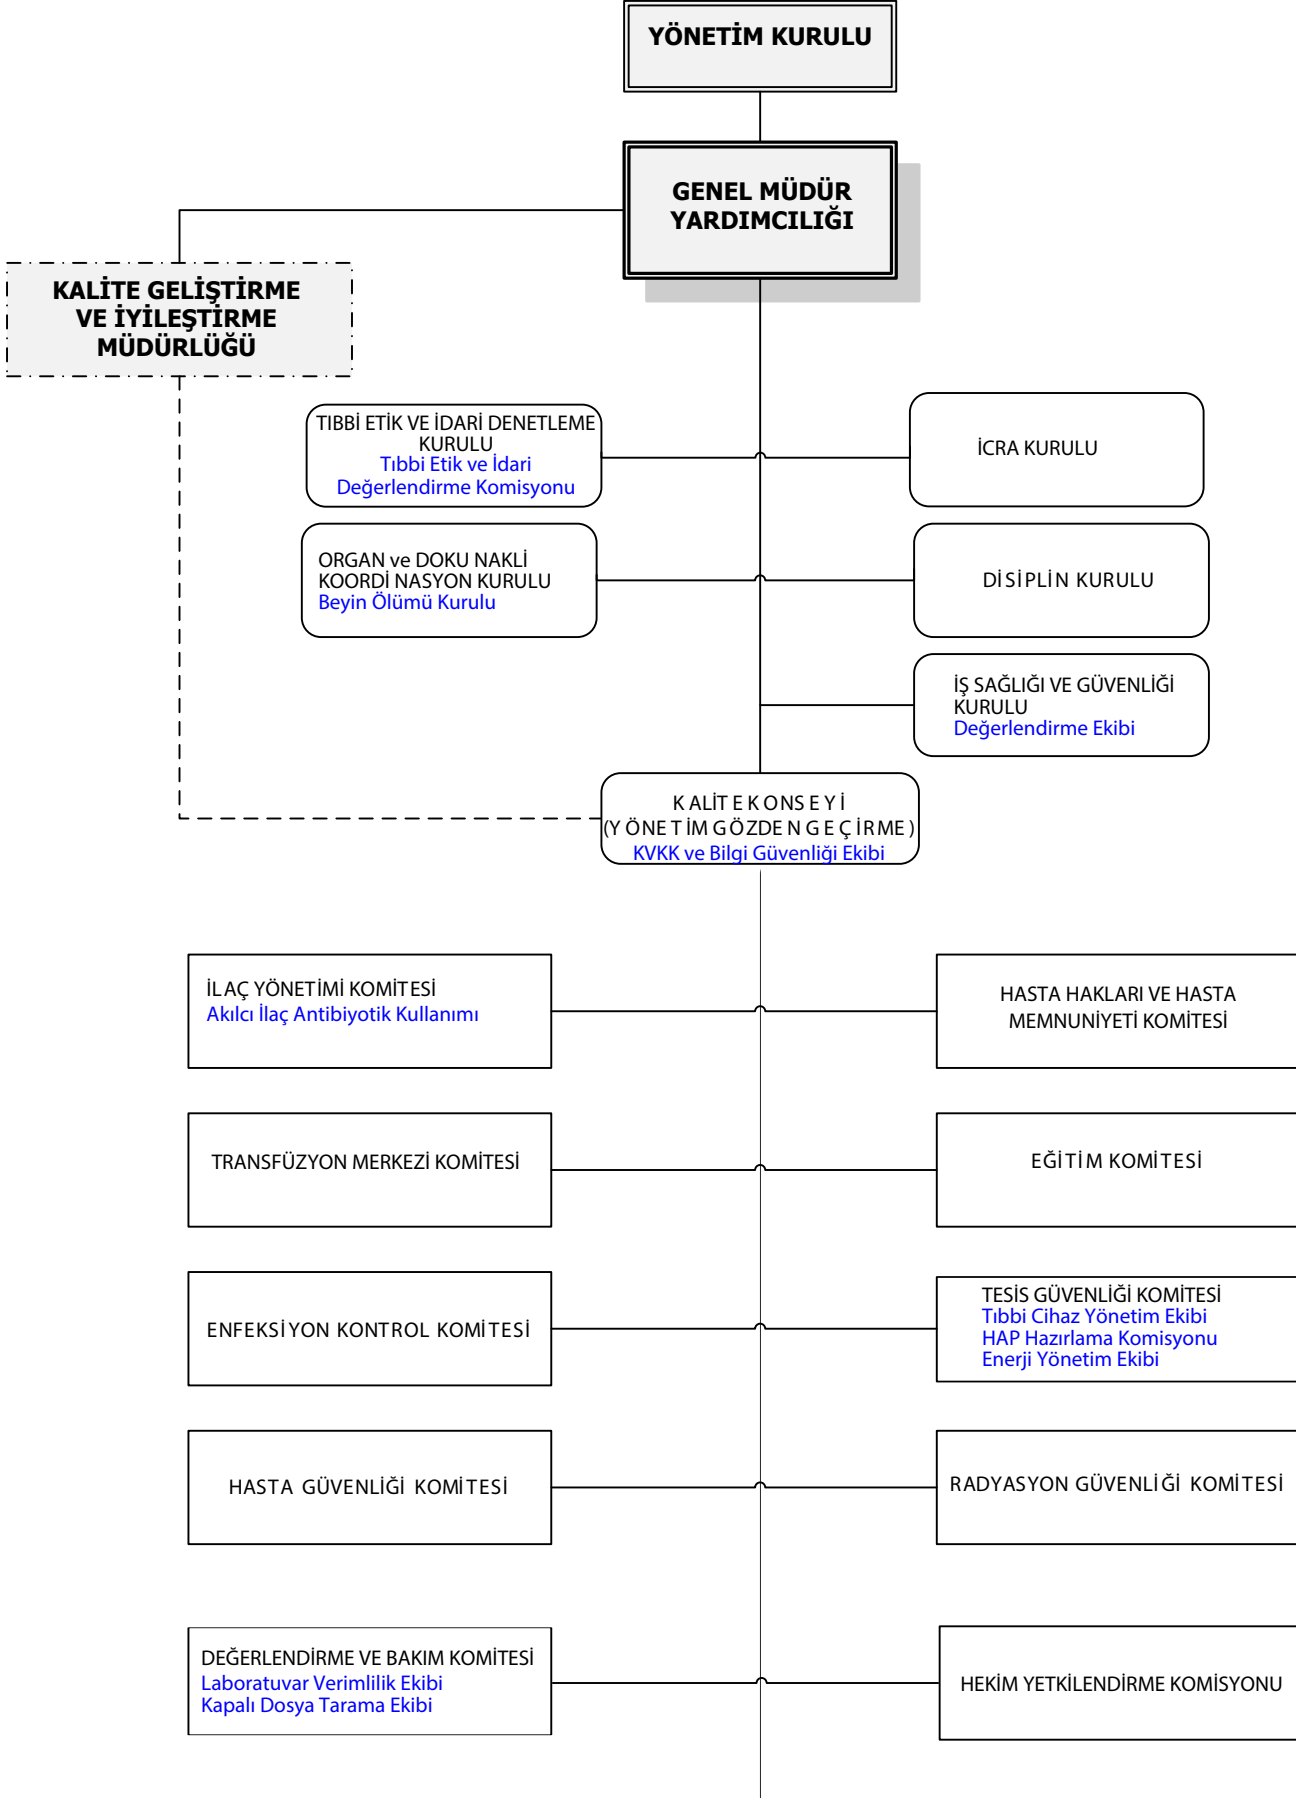 YÖNETİM KURULU
GENEL MÜDÜR
YARDIMCILIĞI
KALİTE GELİŞTİRME
VE İYİLEŞTİRME
MÜDÜRLÜĞÜ
TIBBİ ETİK VE İDARİ DENETLEME
KURULU
Tıbbi Etik ve İdari
Değerlendirme Komisyonu
İCRA KURULU
ORGAN ve DOKU NAKLİ
KOORDİ NASYON KURULU
Beyin Ölümü Kurulu
DİSİPLİN KURULU
İŞ SAĞLIĞI VE GÜVENLİĞİ
KURULU
Değerlendirme Ekibi
KALİTE KONSEYİ
(YÖNETİM GÖZDEN GEÇİRME)
KVKK ve Bilgi Güvenliği Ekibi
İLAÇ YÖNETİMİ KOMİTESİ
Akılcı İlaç Antibiyotik Kullanımı
HASTA HAKLARI VE HASTA
MEMNUNİYETİ KOMİTESİ
TRANSFÜZYON MERKEZİ KOMİTESİ
EĞİTİM KOMİTESİ
ENFEKSİYON KONTROL KOMİTESİ
TESİS GÜVENLİĞİ KOMİTESİ
Tıbbi Cihaz Yönetim Ekibi
HAP Hazırlama Komisyonu
Enerji Yönetim Ekibi
HASTA GÜVENLİĞİ KOMİTESİ
RADYASYON GÜVENLİĞİ KOMİTESİ
DEĞERLENDİRME VE BAKIM KOMİTESİ
Laboratuvar Verimlilik Ekibi
Kapalı Dosya Tarama Ekibi
HEKİM YETKİLENDİRME KOMİSYONU